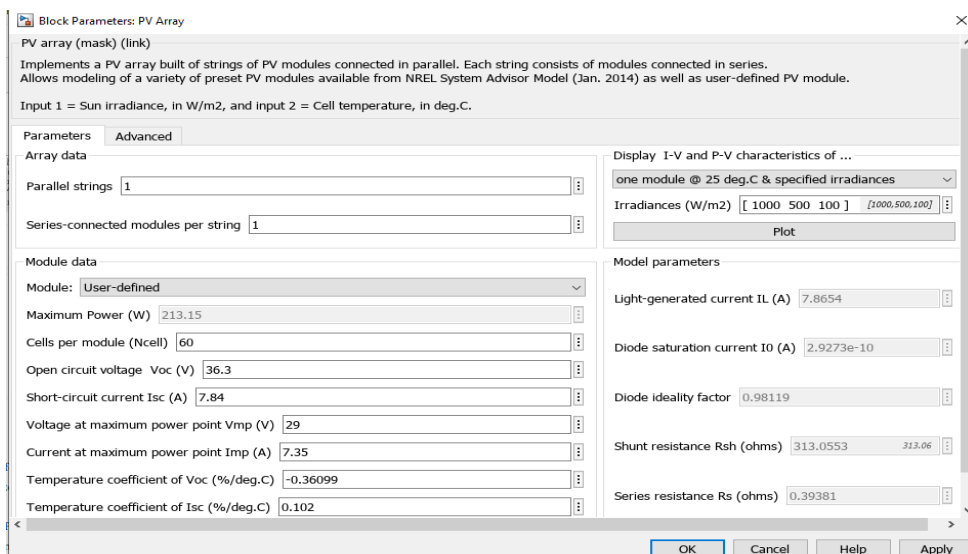 Block Parameters: PV Array
PV array (mask) (link)
Implements a PV array built of strings of PV modules connected in parallel. Each string consists of modules connected in series.
Allows modeling of a variety of preset PV modules available from NREL System Advisor Model (Jan. 2014) as well as user-defined PV module.
Input 1 = Sun irradiance, in W/m2, and input 2 = Cell temperature, in deg.C.
Parameters Advanced
Array data
Parallel strings 1
Series-connected modules per string 1
Display I-V and P-V characteristics of ...
one module @ 25 deg.C & specified irradiances
Irradiances (W/m2) [ 1000 500 100 ] [1000,500,100]
Plot
Module data
Module: User-defined
Maximum Power (W) 213.15
Cells per module (Ncell) 60
Open circuit voltage Voc (V) 36.3
Short-circuit current Isc (A) 7.84
Voltage at maximum power point Vmp (V) 29
Current at maximum power point Imp (A) 7.35
Temperature coefficient of Voc (%/deg.C) -0.36099
Temperature coefficient of Isc (%/deg.C) 0.102
Model parameters
Light-generated current IL (A) 7.8654
Diode saturation current I0 (A) 2.9273e-10
Diode ideality factor 0.98119
Shunt resistance Rsh (ohms) 313.0553 313.06
Series resistance Rs (ohms) 0.39381
OK Cancel Help Apply